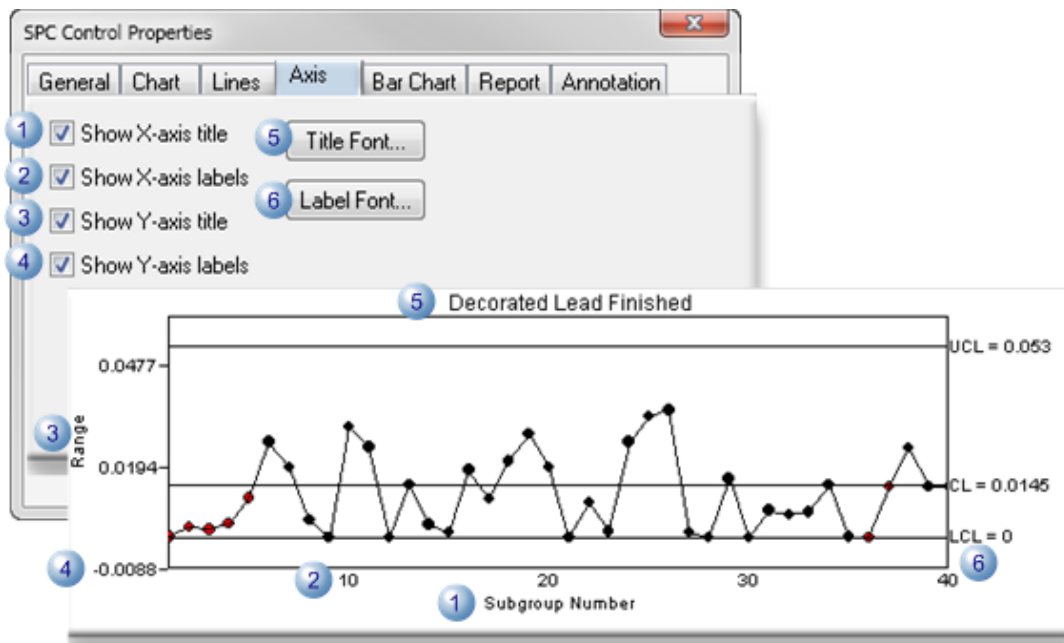 SPC Control Properties
General Chart Lines Axis Bar Chart Report Annotation
1 Show X-axis title 5 Title Font...
2 Show X-axis labels 6 Label Font...
3 Show Y-axis title
4 Show Y-axis labels
5 Decorated Lead Finished
UCL = 0.053
0.0477
3 Range
0.0194
CL = 0.0145
LCL = 0
4 -0.0088 6
2 10 20 30 40
1 Subgroup Number